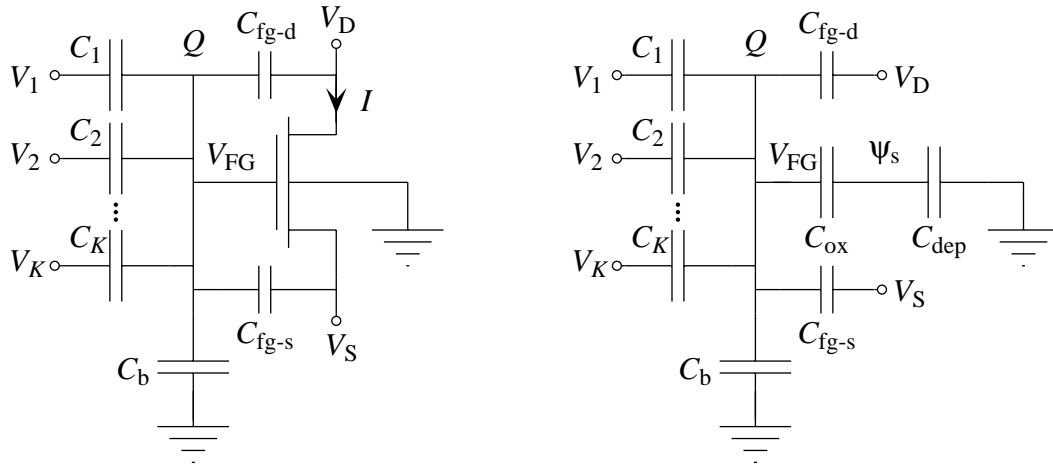 C1 Q Cfg-d VD
V1
I
C2
V2 VFG
⋮
CK
VK
Cfg-s
VS
Cb
C1 Q Cfg-d
V1 VD
C2
V2 VFG ψs
⋮
CK Cox Cdep
VK
VS
Cfg-s
Cb